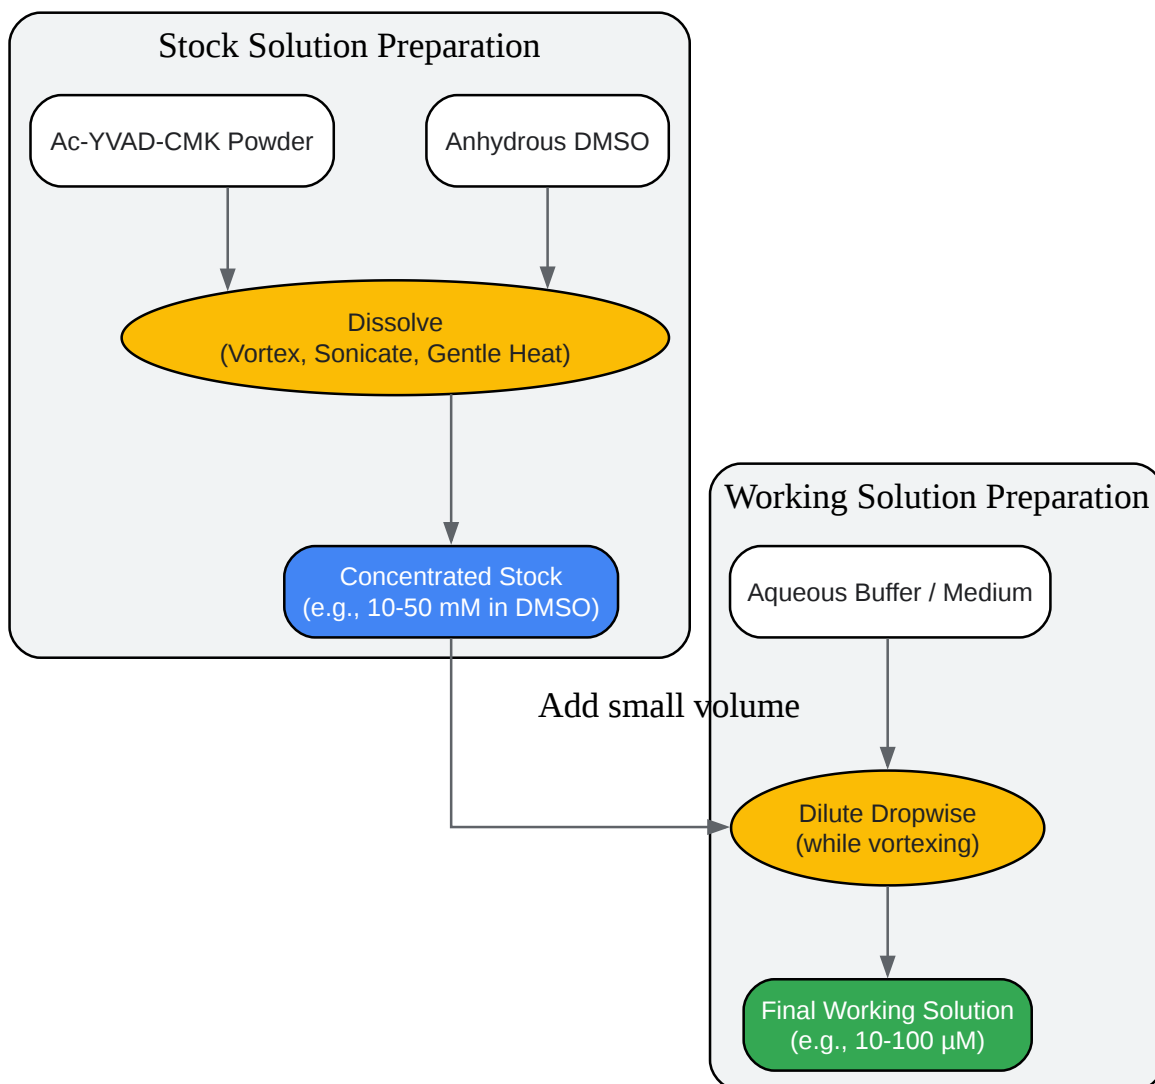 Stock Solution Preparation
Ac-YVAD-CMK Powder
Anhydrous DMSO
Dissolve
(Vortex, Sonicate, Gentle Heat)
Concentrated Stock
(e.g., 10-50 mM in DMSO)
Working Solution Preparation
Aqueous Buffer / Medium
Add small volume
Dilute Dropwise
(while vortexing)
Final Working Solution
(e.g., 10-100 µM)